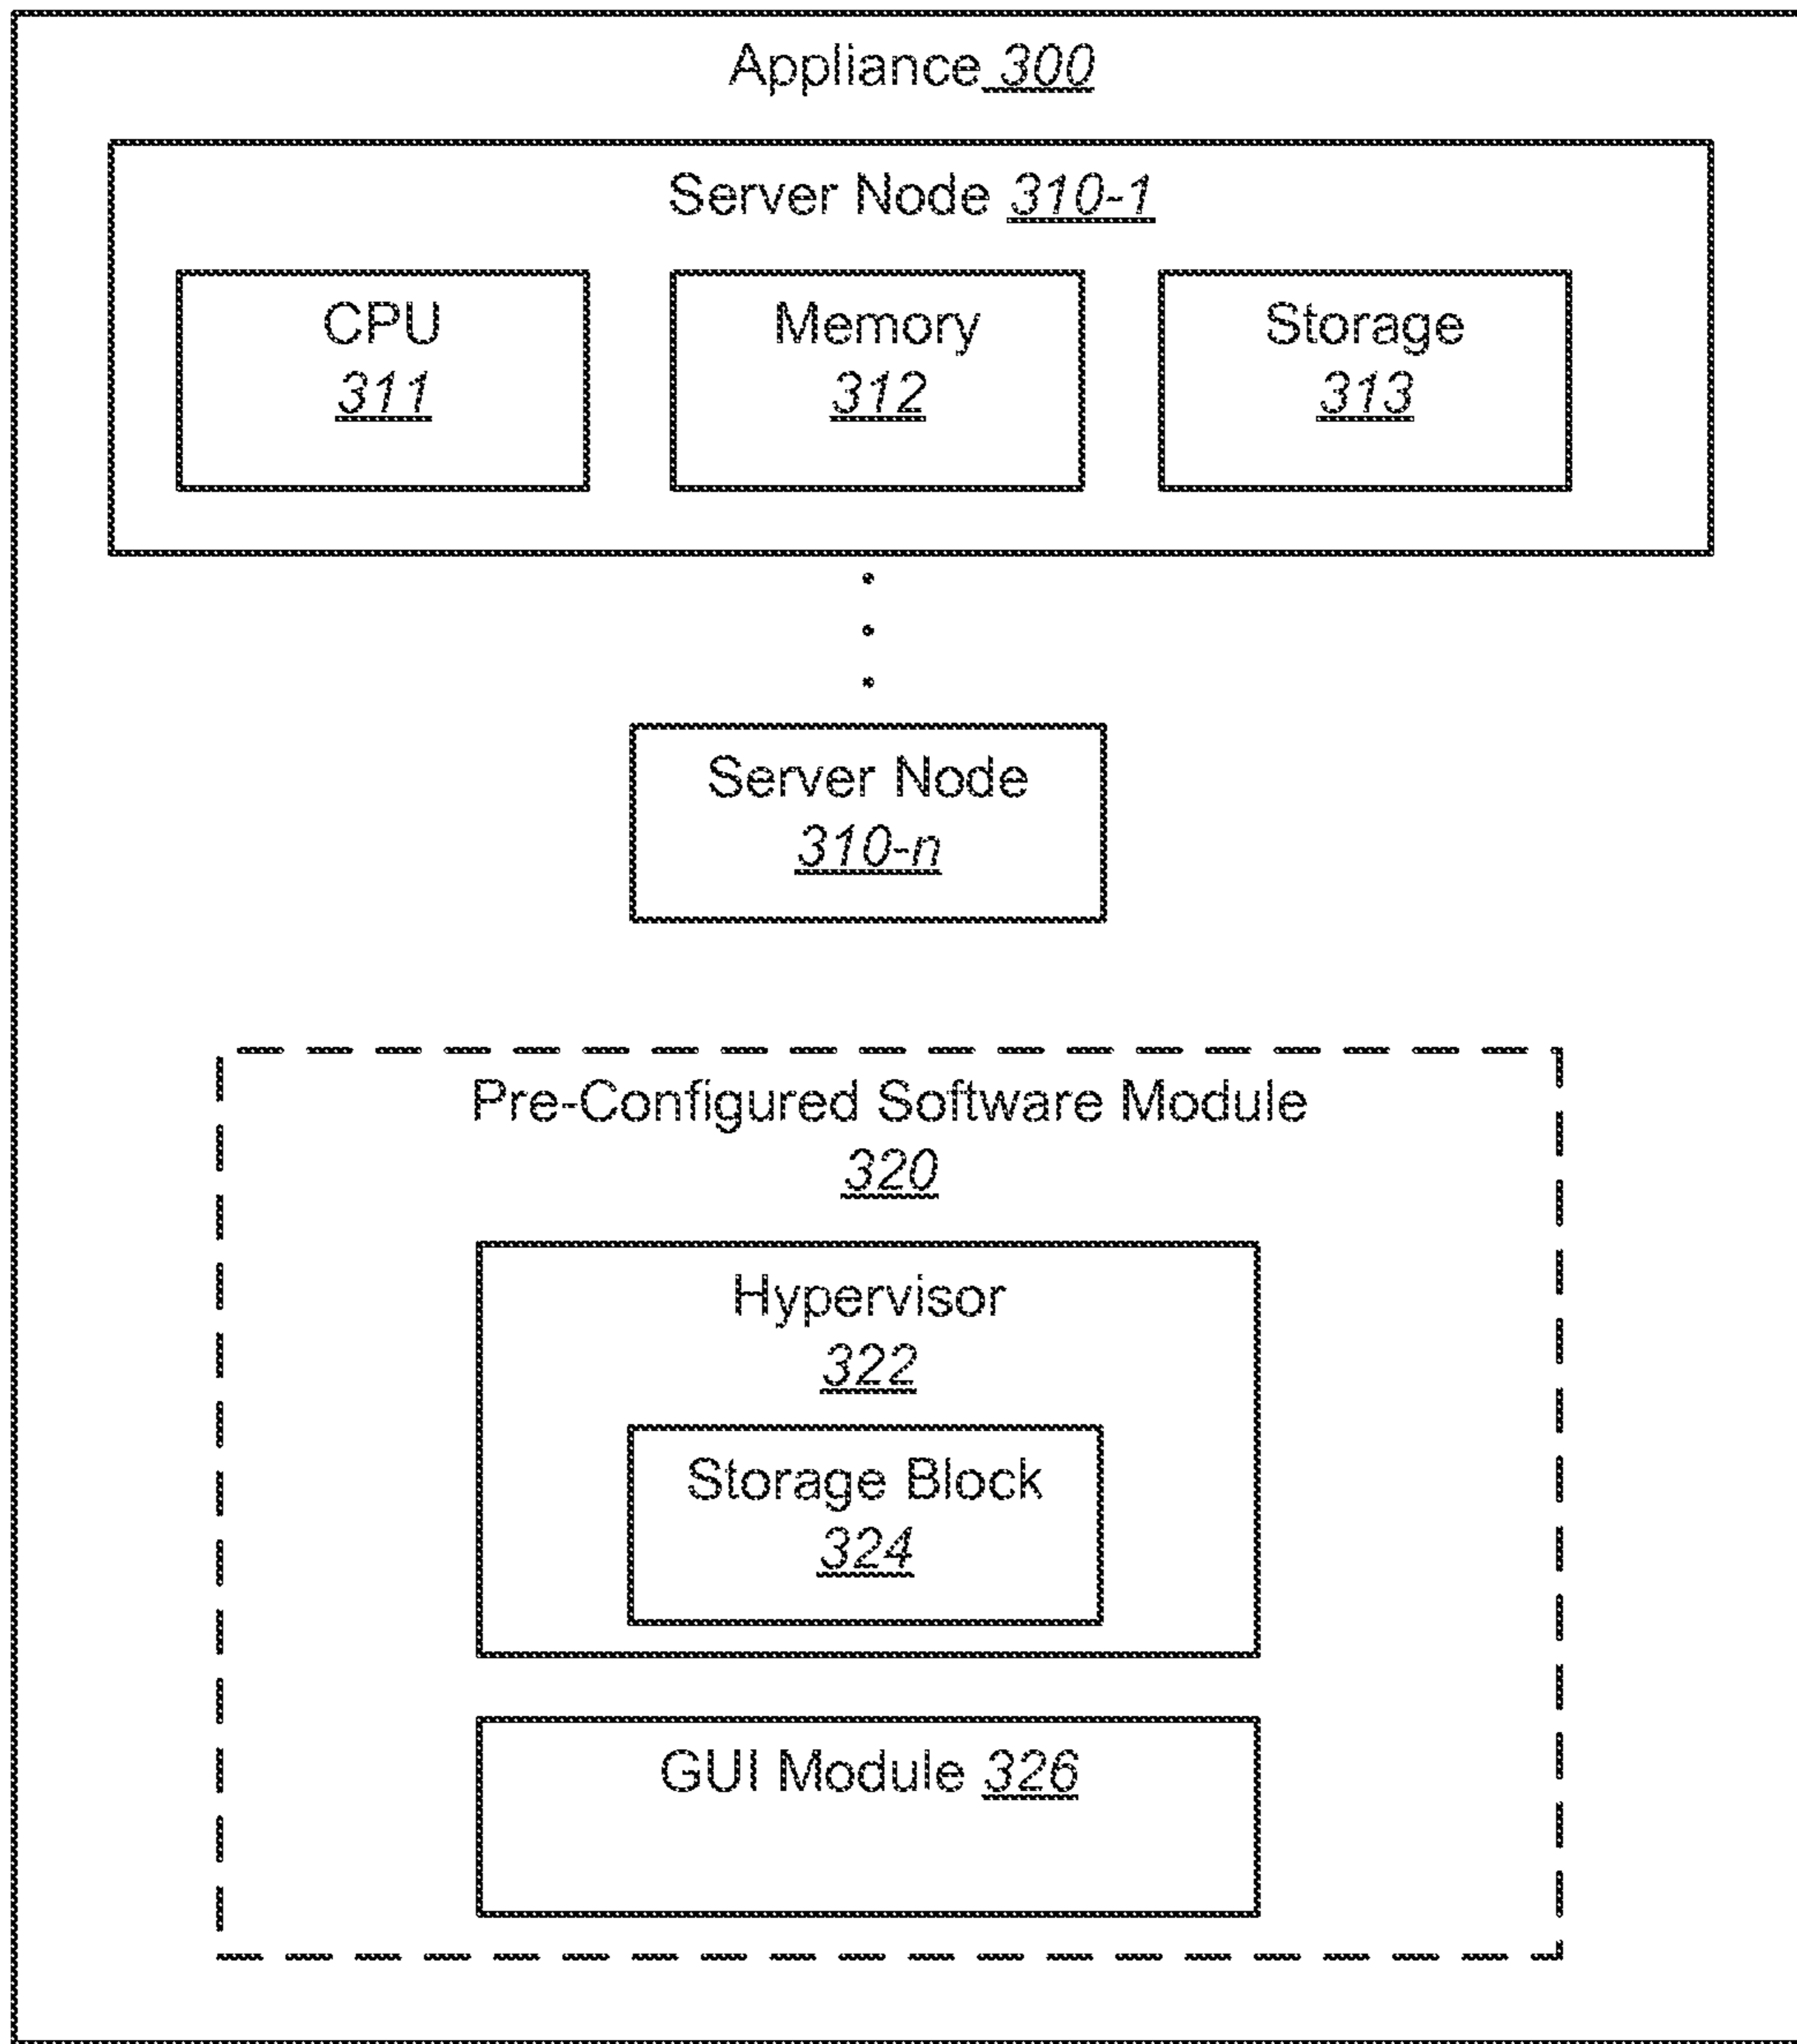 Appliance 300
Server Node 310-1
CPU
311
Memory
312
Storage
313
Server Node
310-n
Pre-Configured Software Module
320
Hypervisor
322
Storage Block
324
GUI Module 326